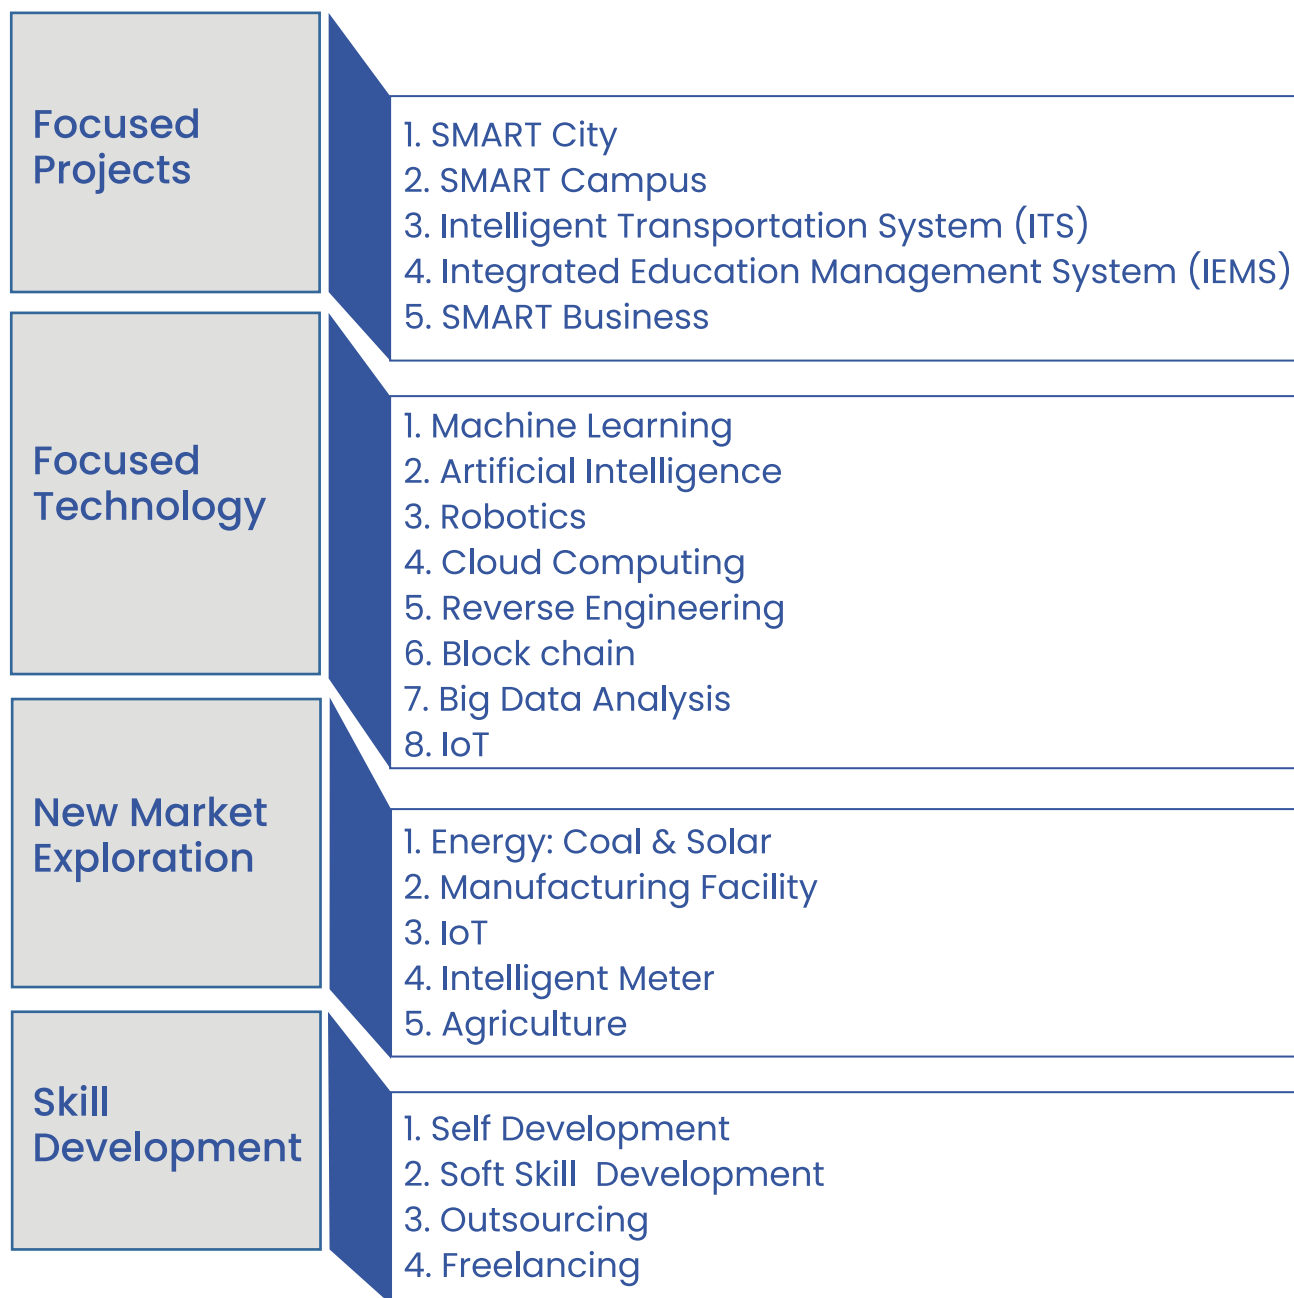 Focused
Projects
1. SMART City
2. SMART Campus
3. Intelligent Transportation System (ITS)
4. Integrated Education Management System (IEMS)
5. SMART Business
Focused
Technology
1. Machine Learning
2. Artificial Intelligence
3. Robotics
4. Cloud Computing
5. Reverse Engineering
6. Block chain
7. Big Data Analysis
8. IoT
New Market
Exploration
1. Energy: Coal & Solar
2. Manufacturing Facility
3. IoT
4. Intelligent Meter
5. Agriculture
Skill
Development
1. Self Development
2. Soft Skill  Development
3. Outsourcing
4. Freelancing